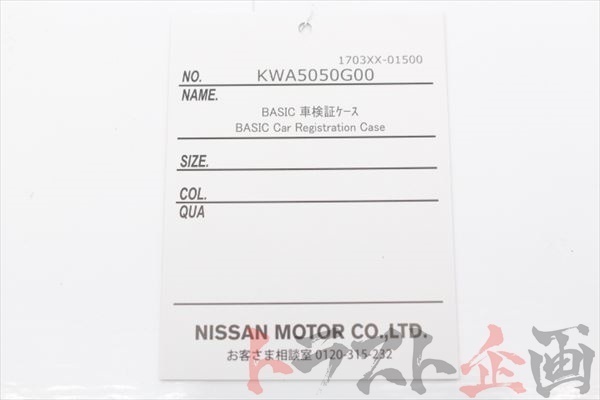 1703XX-01500
NO. KWA5050G00
NAME.
BASIC 車検証ケース
BASIC Car Registration Case
SIZE.
COL.
QUA
NISSAN MOTOR CO.,LTD.
お客さま相談室 0120-315-232
トラスト企画